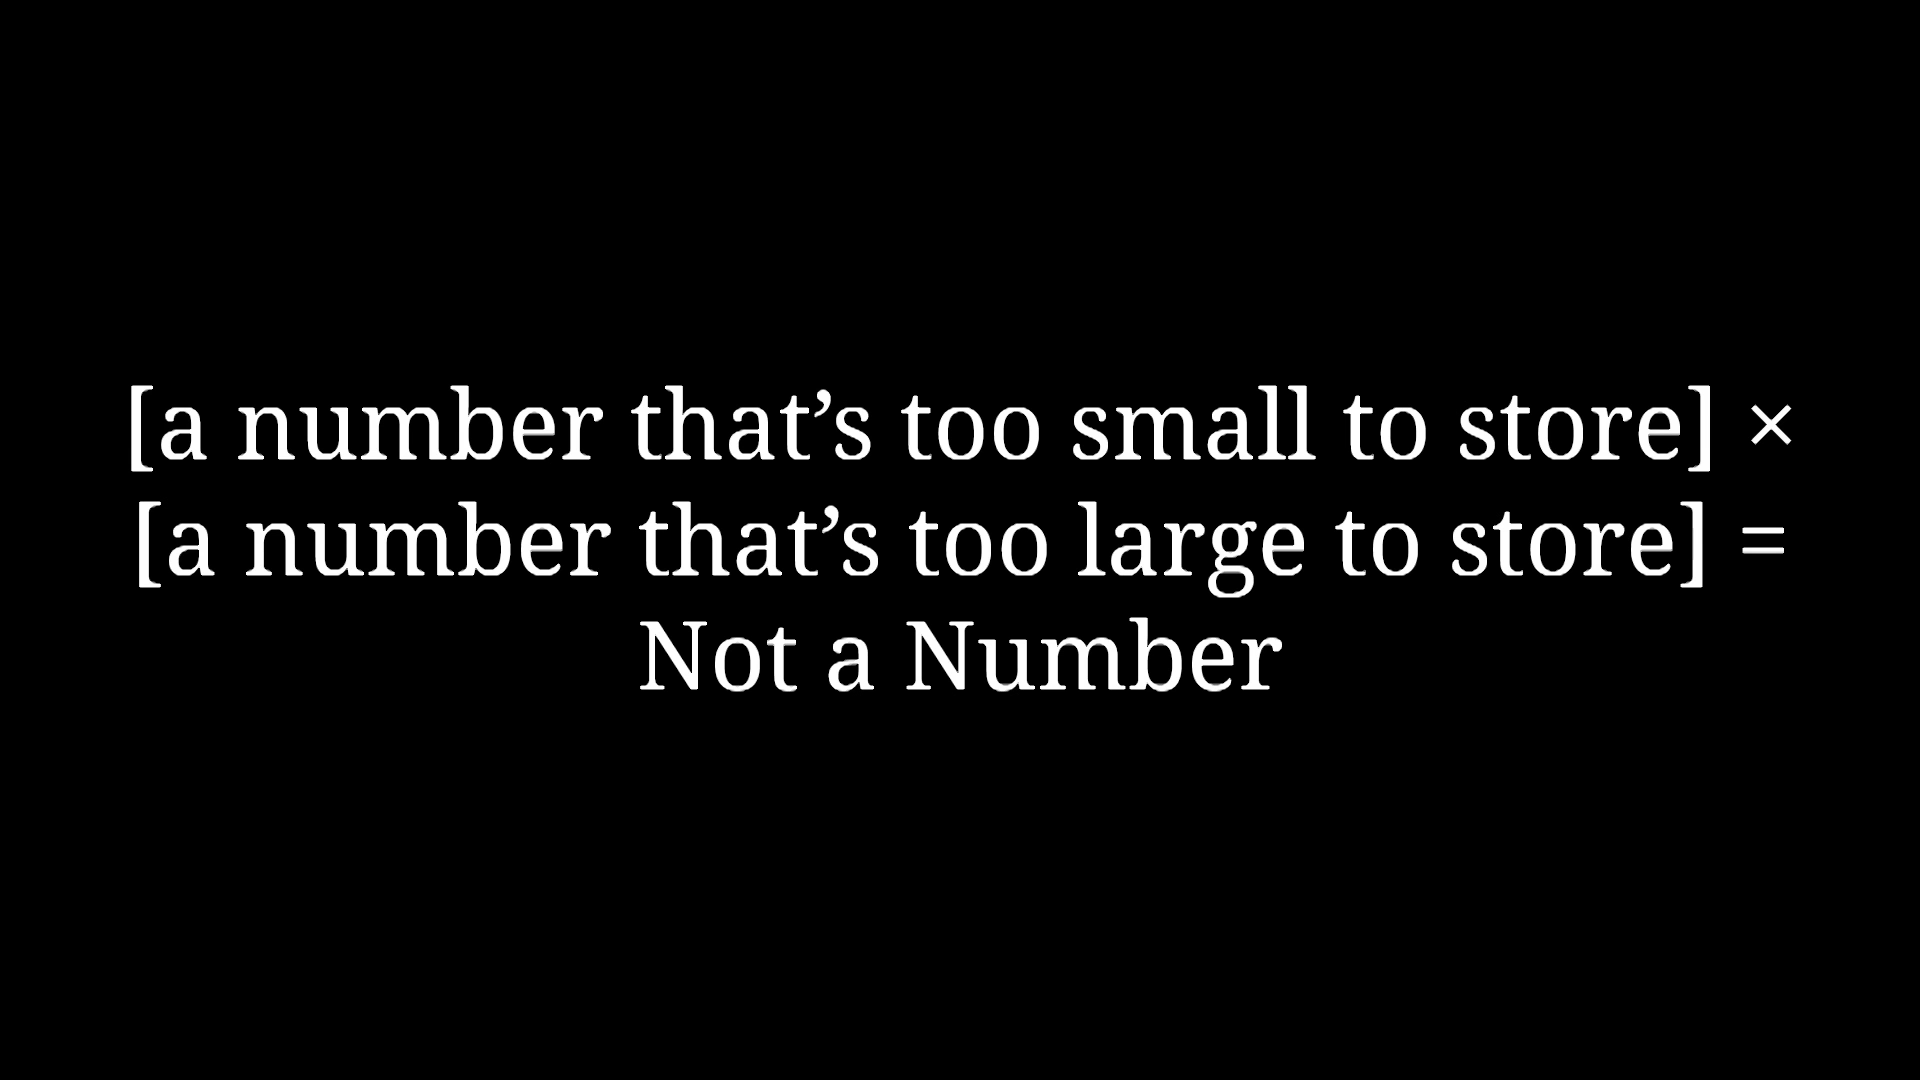 [a number that’s too small to store] ×
[a number that’s too large to store] =
Not a Number